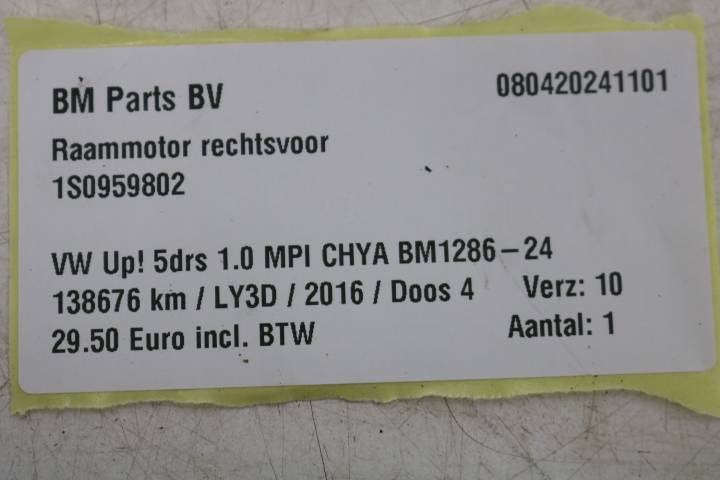 BM Parts BV 080420241101
Raammotor rechtsvoor
1S0959802
VW Up! 5drs 1.0 MPI CHYA BM1286-24
138676 km / LY3D / 2016 / Doos 4 Verz: 10
29.50 Euro incl. BTW Aantal: 1